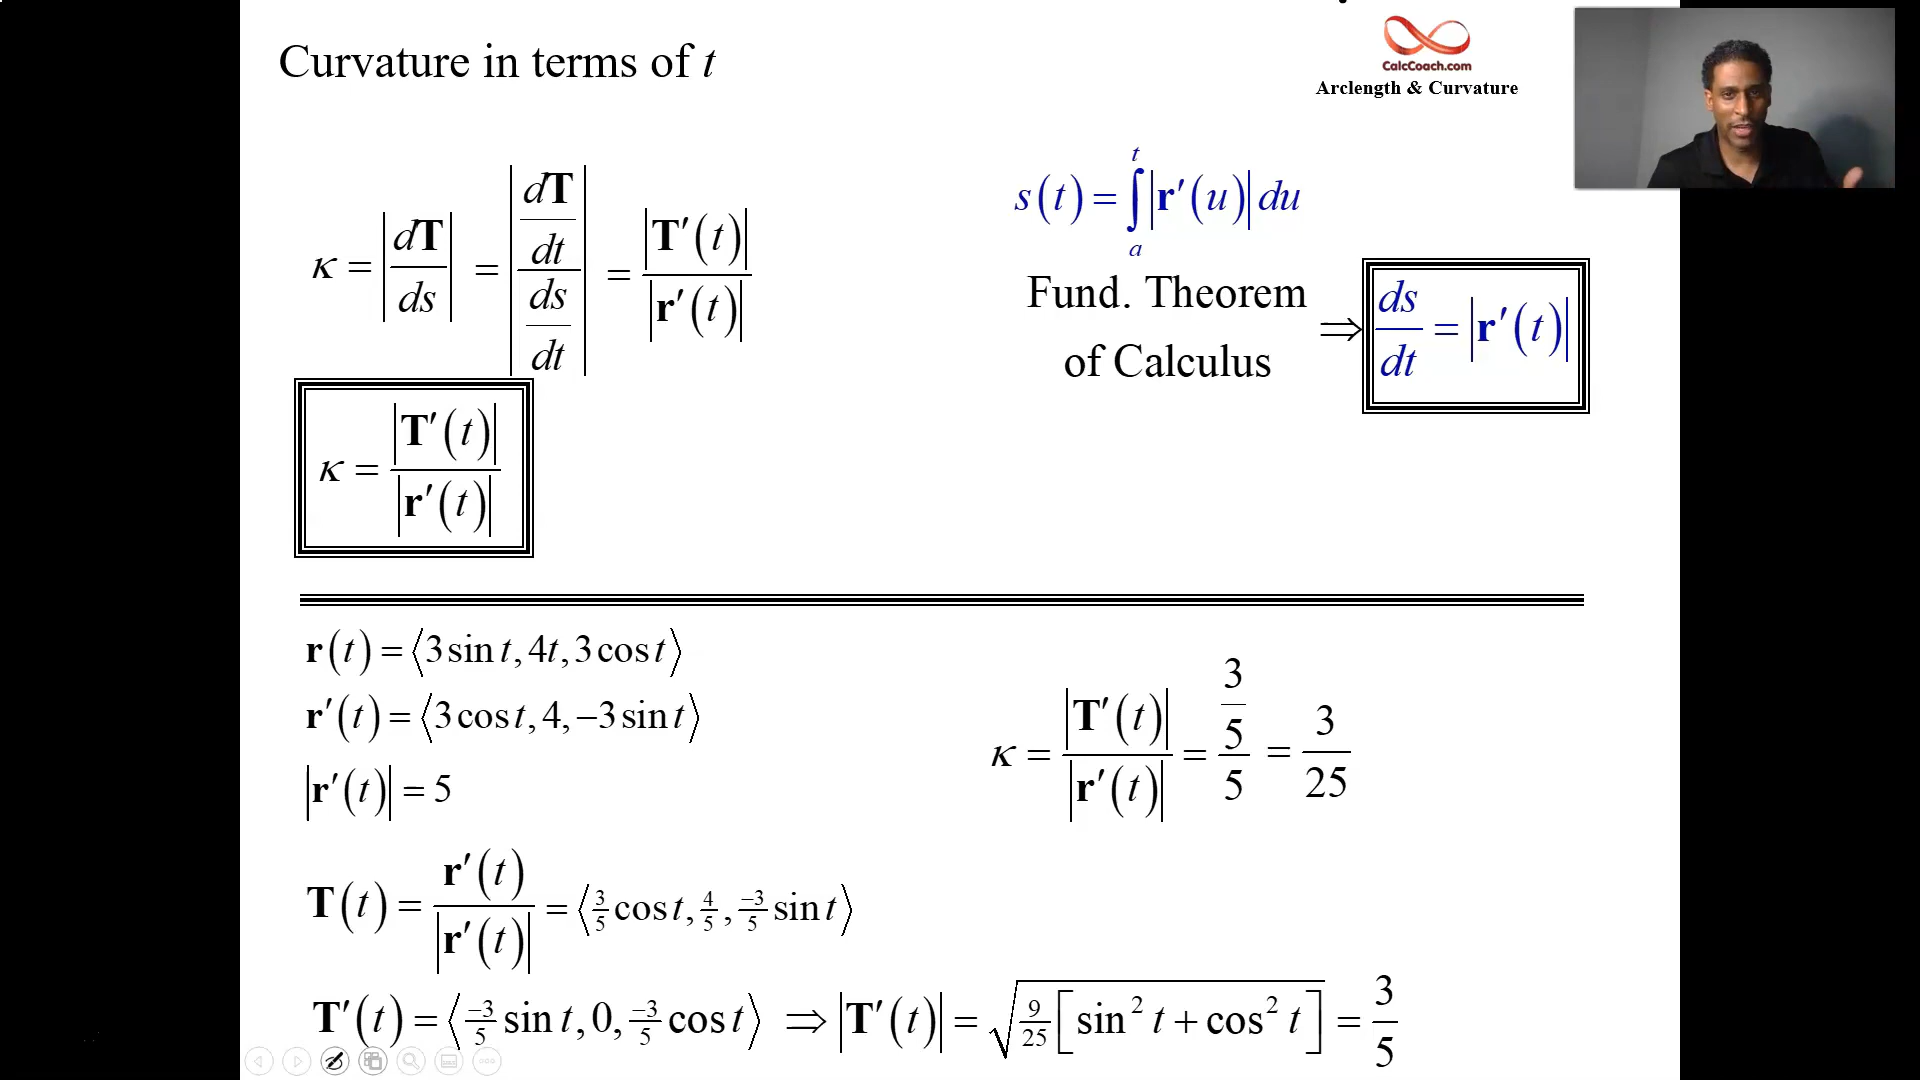 Curvature in terms of t
CalcCoach.com
Arclength & Curvature
κ = |dT/ds| = |(dT/dt)/(ds/dt)| = |T′(t)|/|r′(t)|
s(t) = ∫ₐᵗ |r′(u)| du
Fund. Theorem
of Calculus
⇒ ds/dt = |r′(t)|
κ = |T′(t)|/|r′(t)|
r(t) = ⟨3 sin t, 4t, 3 cos t⟩
r′(t) = ⟨3 cos t, 4, −3 sin t⟩
|r′(t)| = 5
κ = |T′(t)|/|r′(t)| = (3/5)/5 = 3/25
T(t) = r′(t)/|r′(t)| = ⟨3/5 cos t, 4/5, −3/5 sin t⟩
T′(t) = ⟨−3/5 sin t, 0, −3/5 cos t⟩ ⇒ |T′(t)| = √(9/25 [sin² t + cos² t]) = 3/5